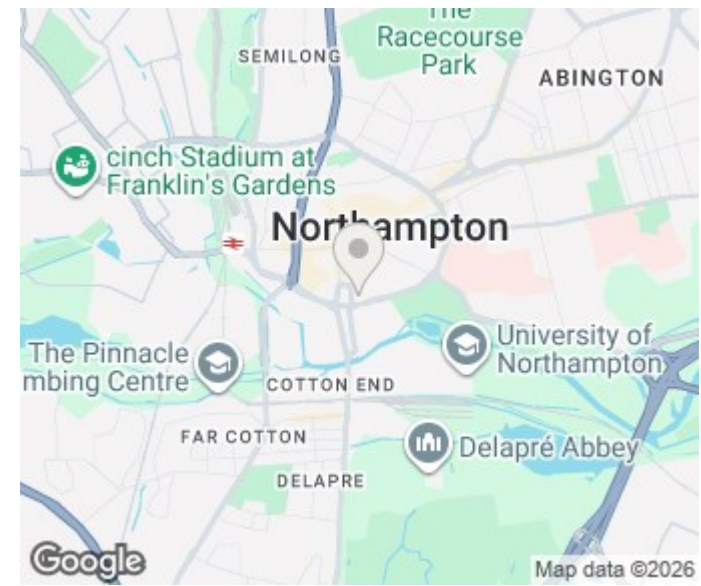 The
Racecourse
Park
SEMILONG
ABINGTON
cinch Stadium at
Franklin's Gardens
Northampton
The Pinnacle
mbing Centre
University of
Northampton
COTTON END
FAR COTTON
Delapré Abbey
DELAPRE
Google
Map data ©2026